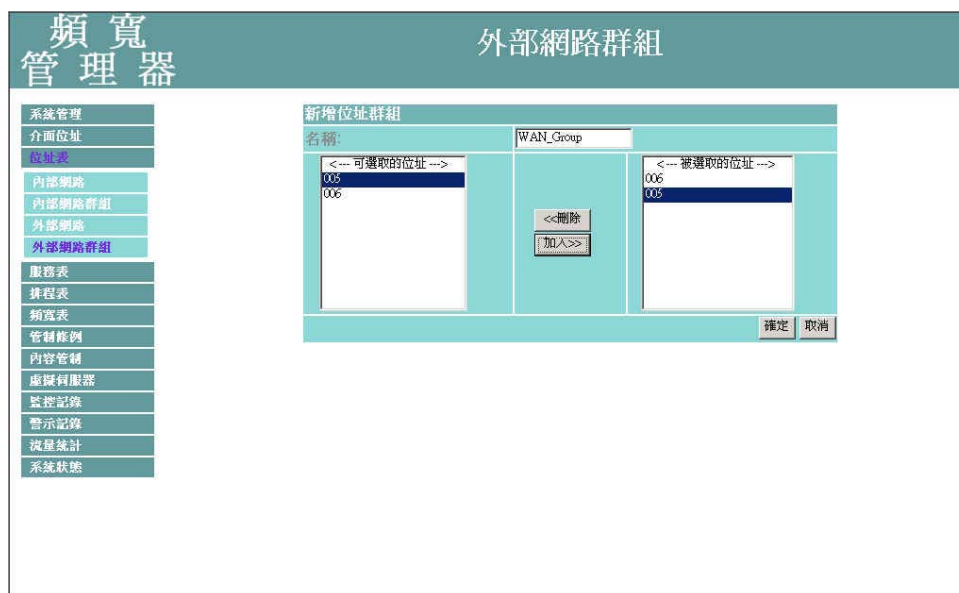 頻 寬
管 理 器
外部網路群組
系統管理
介面位址
位址表
內部網路
內部網路群組
外部網路
外部網路群組
服務表
排程表
頻寬表
管制條例
內容管制
虛擬伺服器
監控記錄
警示記錄
流量統計
系統狀態
新增位址群組
名稱:
WAN_Group
<--- 可選取的位址 --->
005
006
<<刪除
加入>>
<--- 被選取的位址 --->
006
005
確定
取消